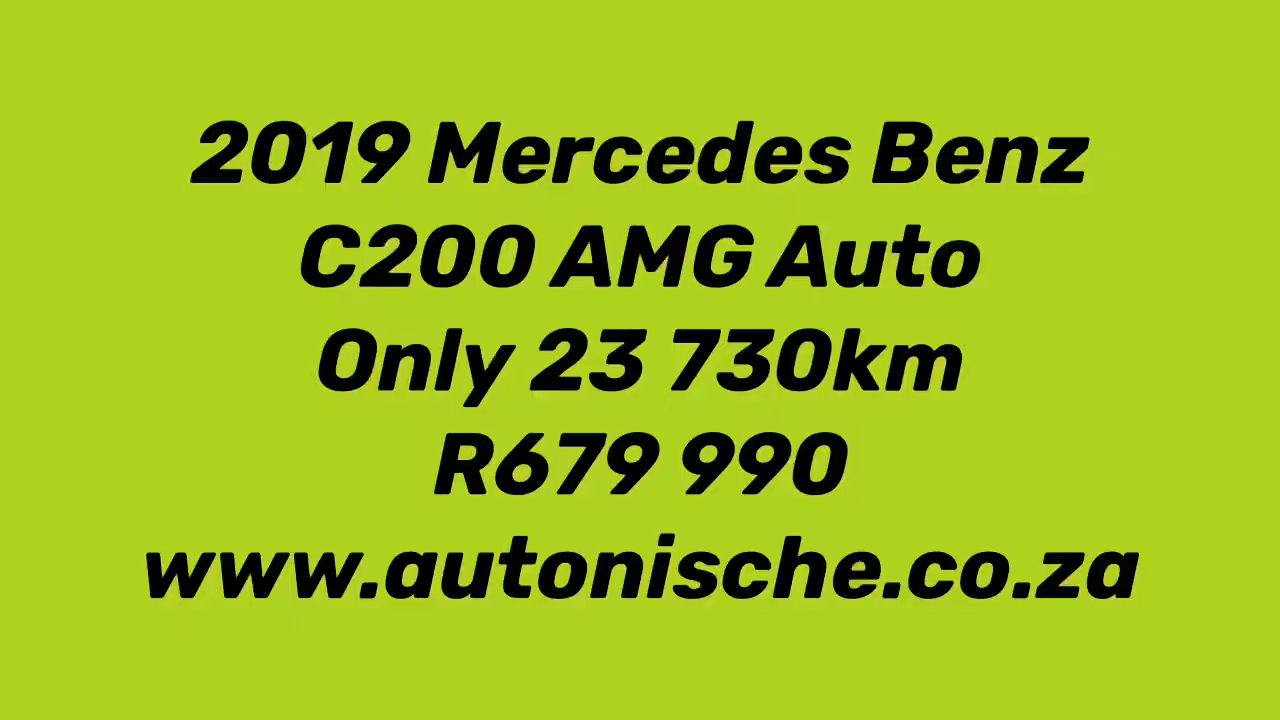 2019 Mercedes Benz
C200 AMG Auto
Only 23 730km
R679 990
www.autonische.co.za